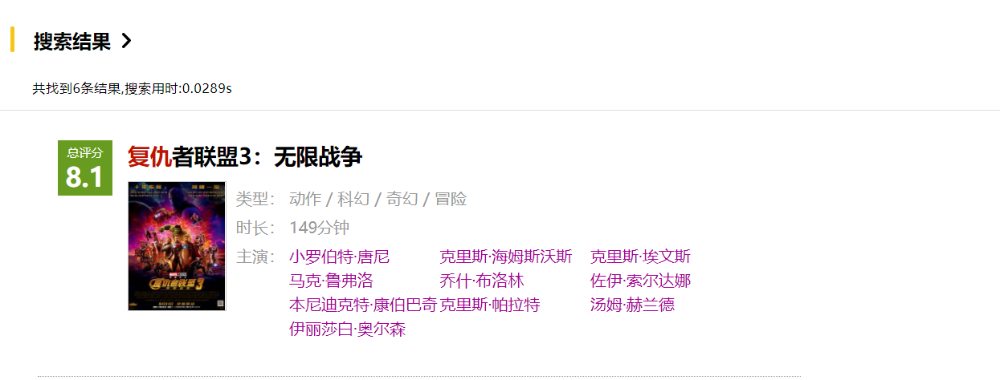 搜索结果
共找到6条结果,搜索用时:0.0289s
总评分
8.1
复仇者联盟3：无限战争
类型： 动作 / 科幻 / 奇幻 / 冒险
时长： 149分钟
主演： 小罗伯特·唐尼 克里斯·海姆斯沃斯 克里斯·埃文斯
马克·鲁弗洛 乔什·布洛林 佐伊·索尔达娜
本尼迪克特·康伯巴奇 克里斯·帕拉特 汤姆·赫兰德
伊丽莎白·奥尔森
复仇者联盟3